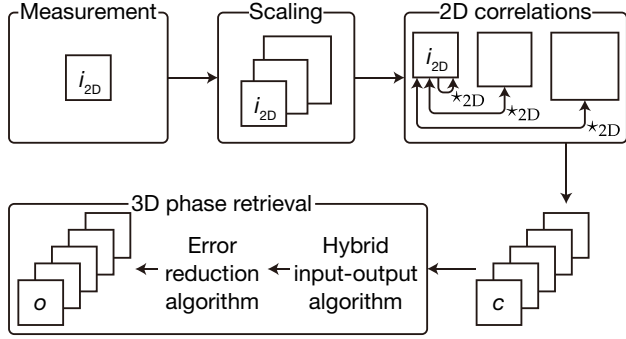 Measurement
i2D
Scaling
i2D
2D correlations
i2D
⋆2D
⋆2D
⋆2D
3D phase retrieval
o
Error
reduction
algorithm
Hybrid
input-output
algorithm
c